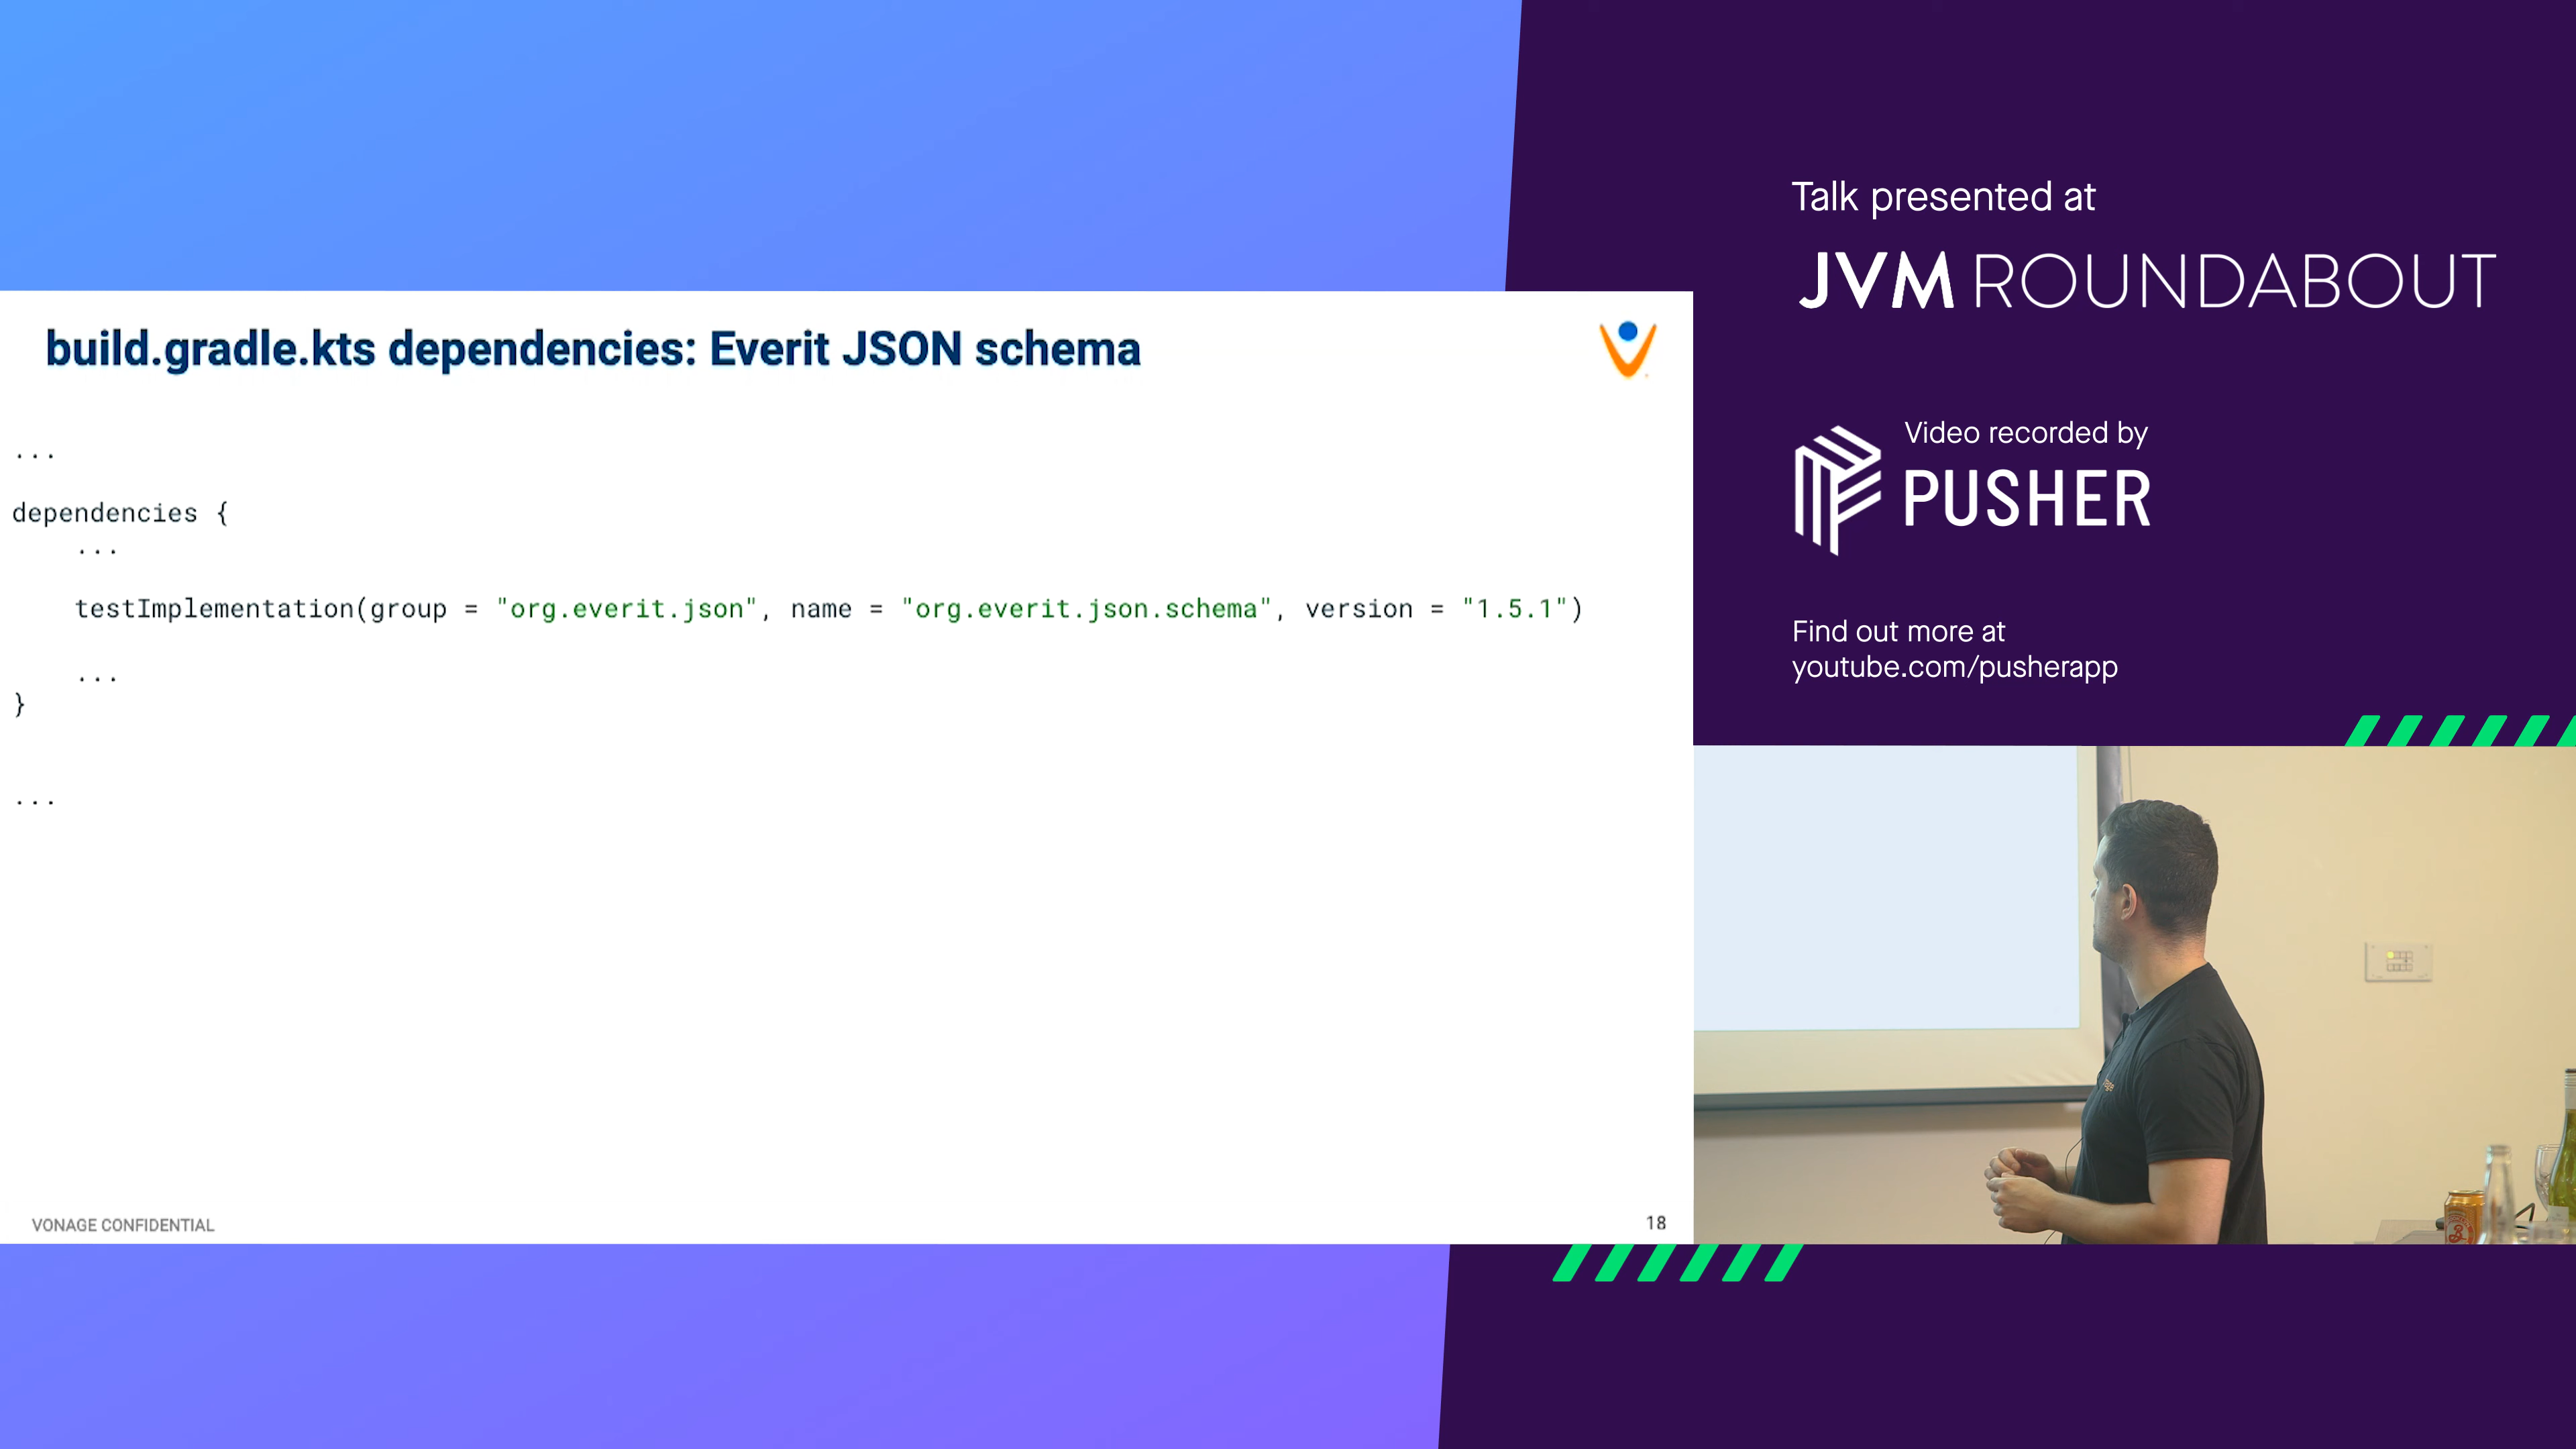 build.gradle.kts dependencies: Everit JSON schema
...
dependencies {
...
testImplementation(group = "org.everit.json", name = "org.everit.json.schema", version = "1.5.1")
...
}
...
VONAGE CONFIDENTIAL
18
Talk presented at
JVM ROUNDABOUT
Video recorded by
PUSHER
Find out more at
youtube.com/pusherapp